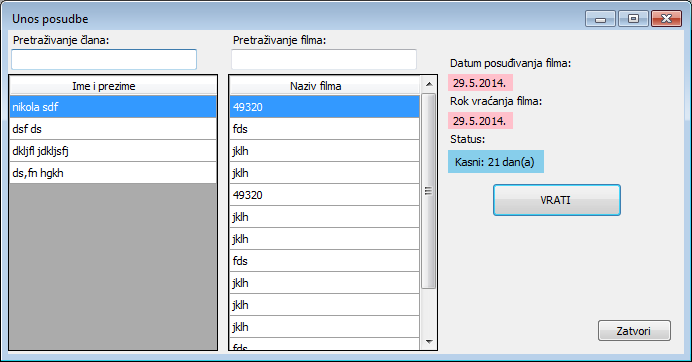 Unos posudbe
Pretraživanje člana:
Pretraživanje filma:
Ime i prezime
nikola sdf
dsf ds
dkljfl jdkljsfj
ds,fn hgkh
Naziv filma
49320
fds
jklh
jklh
49320
jklh
jklh
fds
jklh
jklh
jklh
fds
Datum posuđivanja filma:
29.5.2014.
Rok vraćanja filma:
29.5.2014.
Status:
Kasni: 21 dan(a)
VRATI
Zatvori